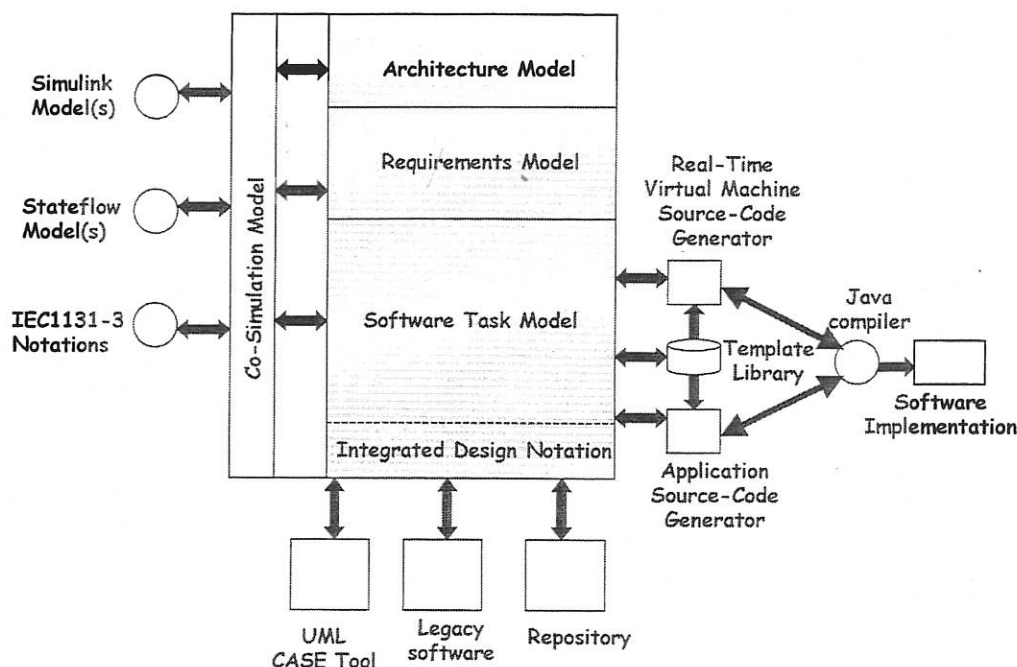 Simulink
Model(s)
Stateflow
Model(s)
IEC1131-3
Notations
Co-Simulation Model
Architecture Model
Requirements Model
Software Task Model
Integrated Design Notation
Real-Time
Virtual Machine
Source-Code
Generator
Template
Library
Application
Source-Code
Generator
Java
compiler
Software
Implementation
UML
CASE Tool
Legacy
software
Repository